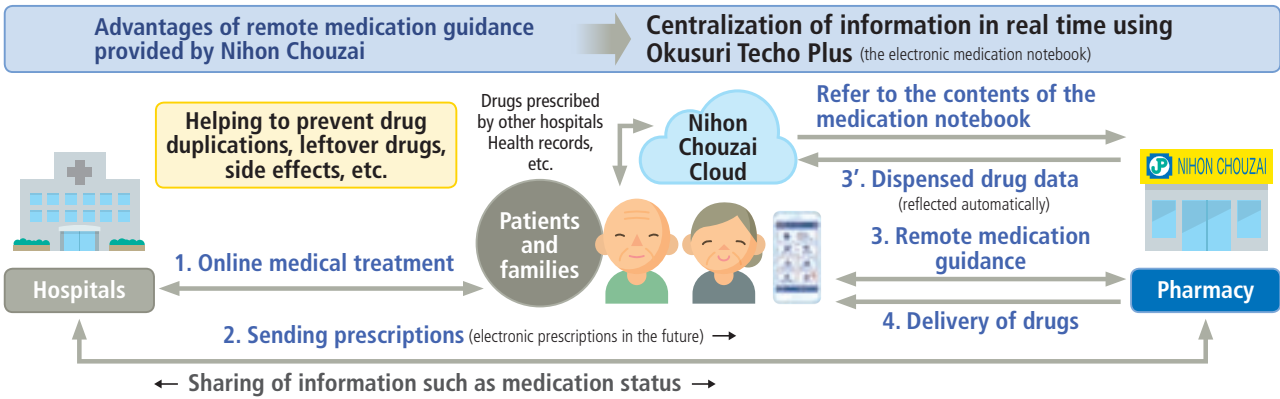 Advantages of remote medication guidance
provided by Nihon Chouzai
Centralization of information in real time using
Okusuri Techo Plus (the electronic medication notebook)
Helping to prevent drug
duplications, leftover drugs,
side effects, etc.
Drugs prescribed
by other hospitals
Health records,
etc.
Nihon
Chouzai
Cloud
Refer to the contents of the
medication notebook
NIHON CHOUZAI
3’. Dispensed drug data
(reflected automatically)
Patients
and
families
1. Online medical treatment
3. Remote medication
guidance
Hospitals
Pharmacy
4. Delivery of drugs
2. Sending prescriptions (electronic prescriptions in the future) →
← Sharing of information such as medication status →